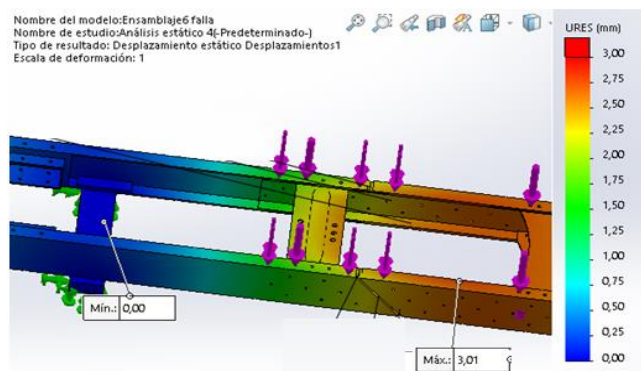 Nombre del modelo:Ensamblaje6 falla
Nombre de estudio:Análisis estático 4(-Predeterminado-)
Tipo de resultado: Desplazamiento estático Desplazamientos1
Escala de deformación: 1
URES (mm)
3,00
2,75
2,50
2,25
2,00
1,75
1,50
1,25
1,00
0,75
0,50
0,25
0,00
Mín.: 0,00
Máx.: 3,01